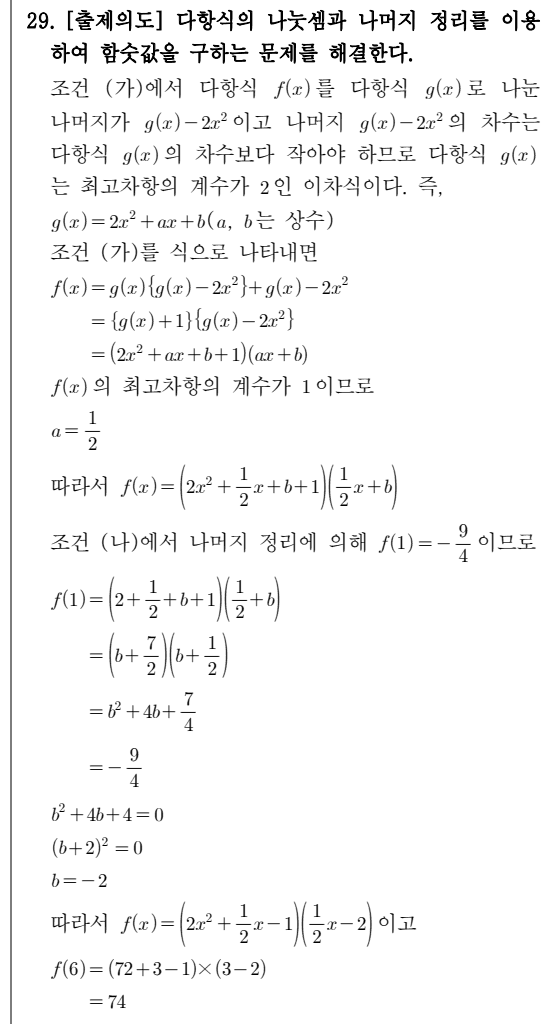 29. [출제의도] 다항식의 나눗셈과 나머지 정리를 이용
하여 함숫값을 구하는 문제를 해결한다.
조건 (가)에서 다항식 f(x)를 다항식 g(x)로 나눈
나머지가 g(x)−2x²이고 나머지 g(x)−2x²의 차수는
다항식 g(x)의 차수보다 작아야 하므로 다항식 g(x)
는 최고차항의 계수가 2인 이차식이다. 즉,
g(x)=2x²+ax+b(a, b는 상수)
조건 (가)를 식으로 나타내면
f(x)=g(x){g(x)−2x²}+g(x)−2x²
={g(x)+1}{g(x)−2x²}
=(2x²+ax+b+1)(ax+b)
f(x)의 최고차항의 계수가 1이므로
a=1/2
따라서 f(x)=(2x²+1/2x+b+1)(1/2x+b)
조건 (나)에서 나머지 정리에 의해 f(1)=−9/4이므로
f(1)=(2+1/2+b+1)(1/2+b)
=(b+7/2)(b+1/2)
=b²+4b+7/4
=−9/4
b²+4b+4=0
(b+2)²=0
b=−2
따라서 f(x)=(2x²+1/2x−1)(1/2x−2)이고
f(6)=(72+3−1)×(3−2)
=74